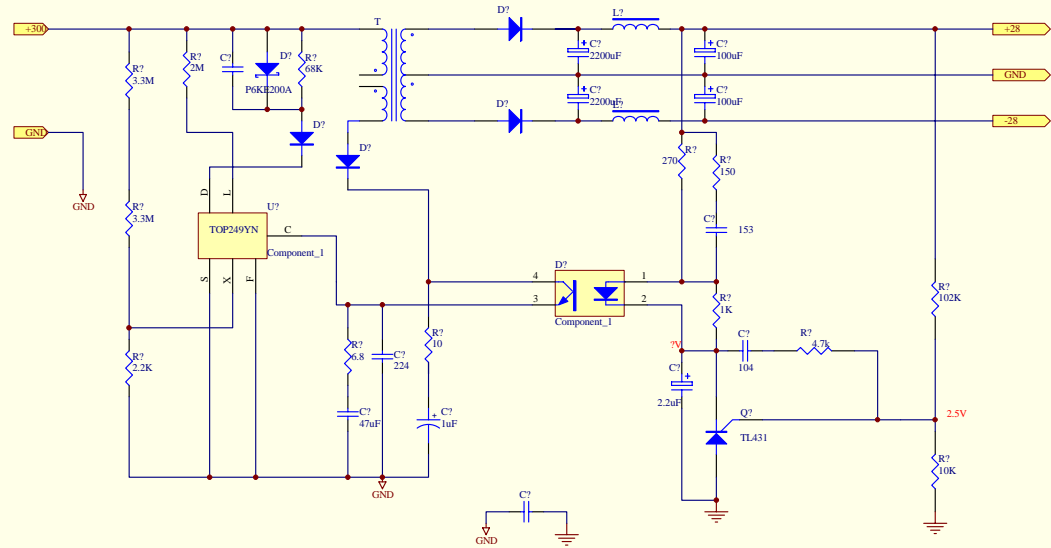 +300
T
D?
L?
+28
R?
2M
C?
D?
R?
68K
P6KE200A
R?
3.3M
C?
2200uF
C?
100uF
GND
C?
2200uF
L?
C?
100uF
-28
D?
GND
D?
D?
R?
270
R?
150
GND
D
L
R?
3.3M
U?
TOP249YN
C
Component_1
C?
153
S
X
F
D?
4
1
3
2
Component_1
R?
1K
R?
102K
R?
10
R?
6.8
C?
224
?V
C?
104
R?
4.7k
R?
2.2K
C?
2.2uF
C?
47uF
C?
1uF
Q?
TL431
2.5V
R?
10K
GND
C?
GND